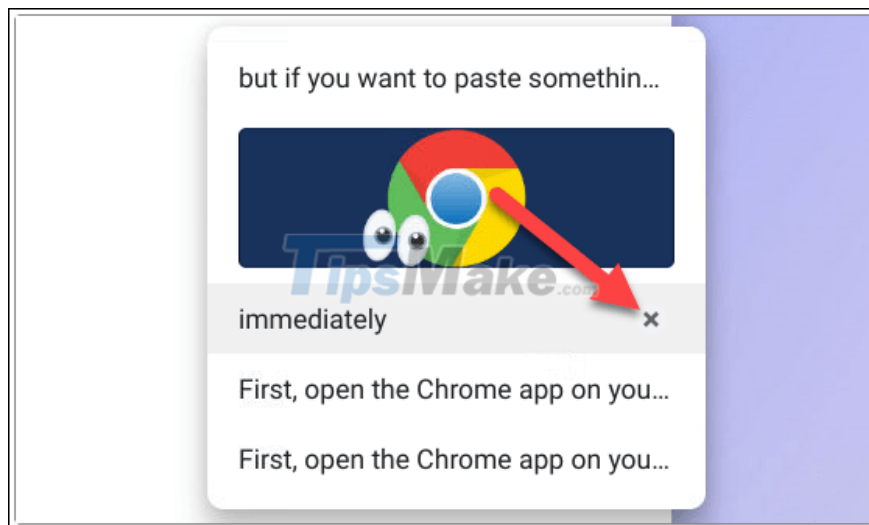 but if you want to paste somethin...
TipsMake.com
immediately
First, open the Chrome app on you...
First, open the Chrome app on you...